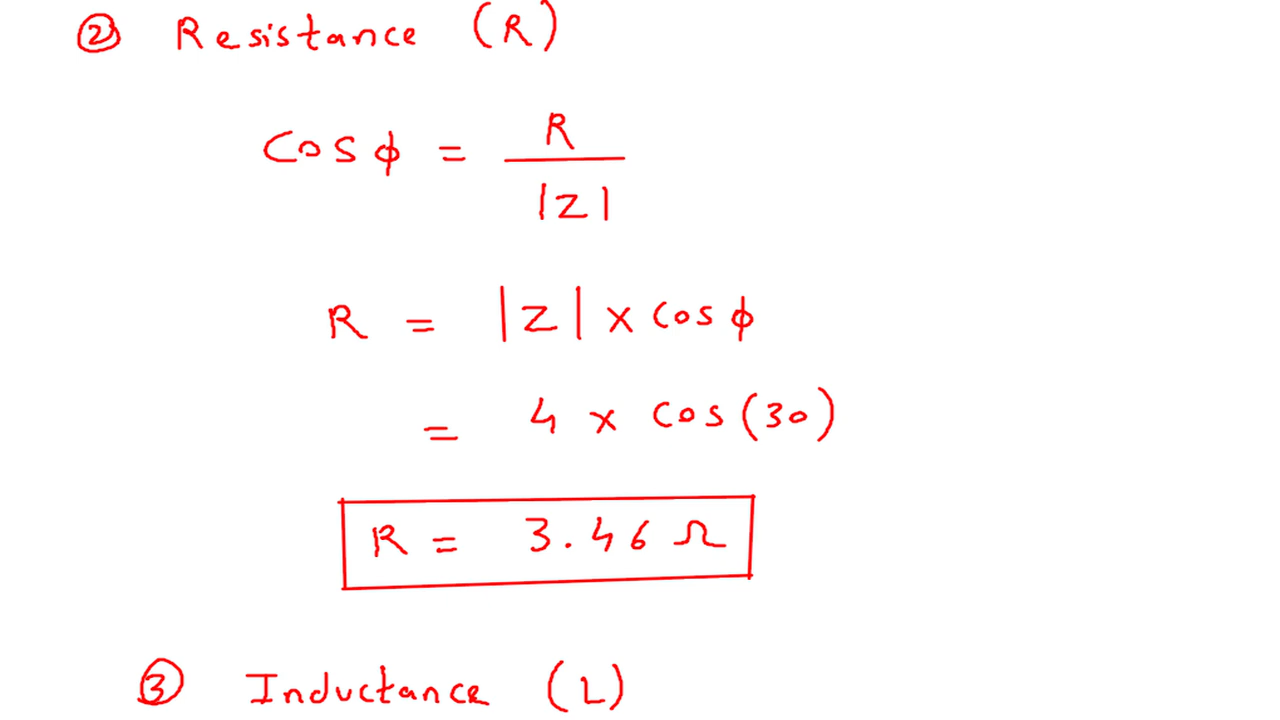 ② Resistance (R)
Cos ϕ = R / |Z|
R = |Z| × cos ϕ
= 4 × cos(30)
R = 3.46 Ω
③ Inductance (L)